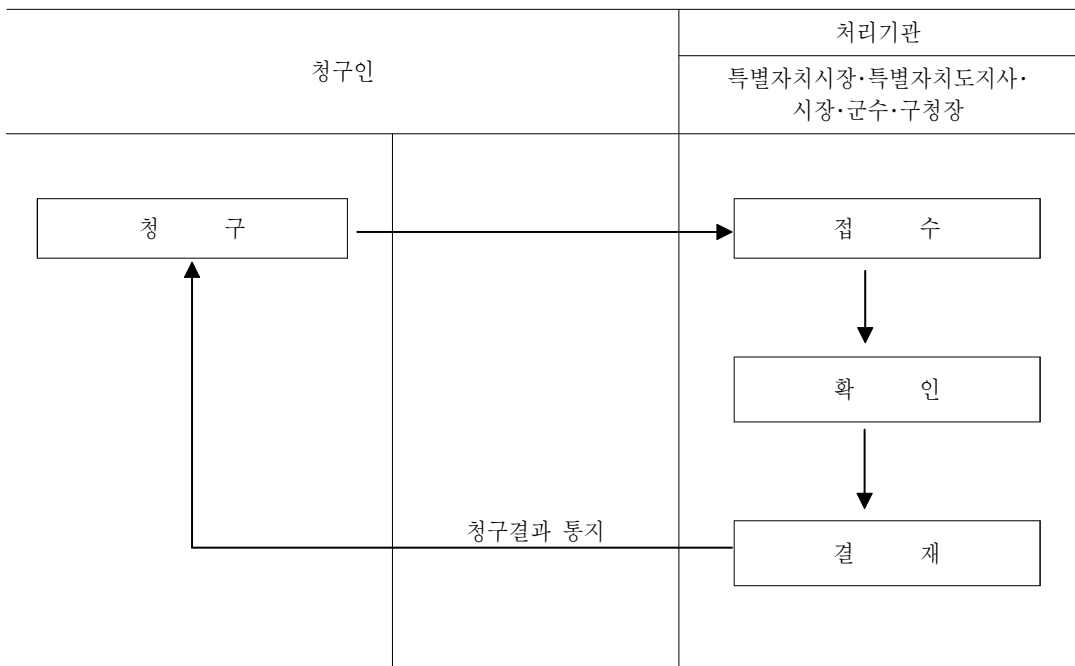 청구인
처리기관
특별자치시장·특별자치도지사·
시장·군수·구청장
청 구
접 수
확 인
청구결과 통지
결 재